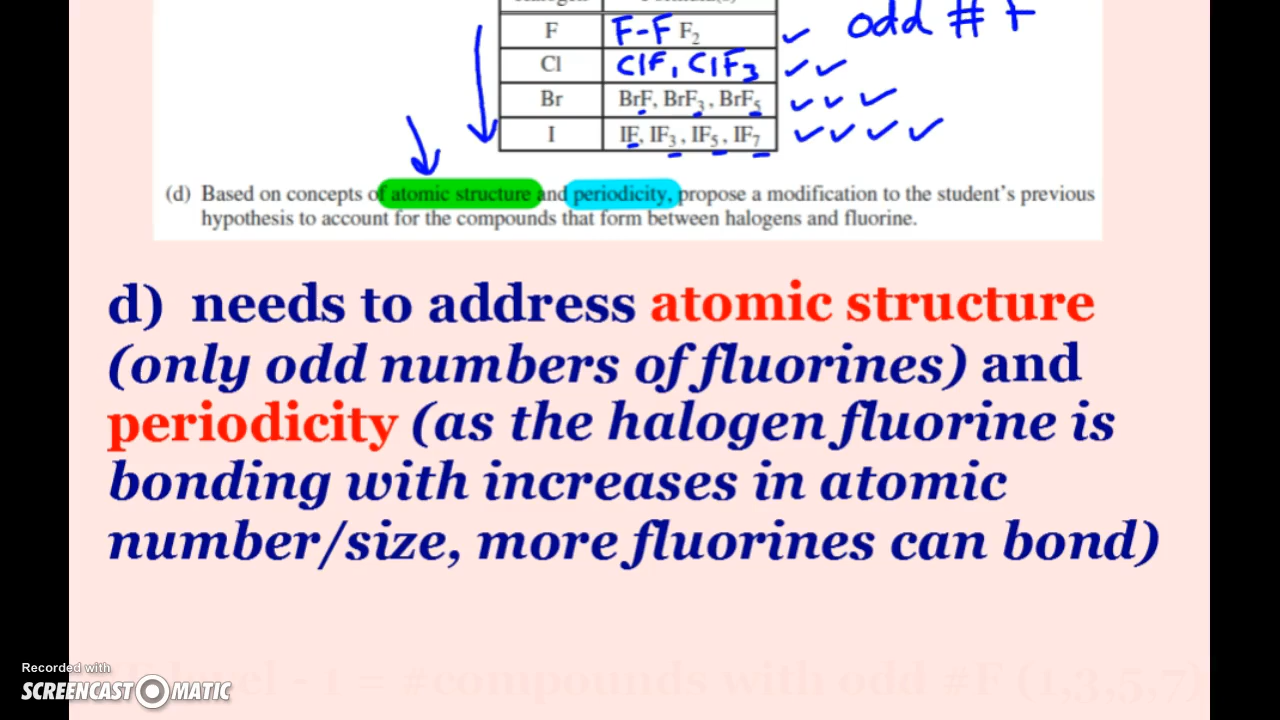 F F-F F₂ ✓ odd # F
Cl ClF, ClF₃ ✓✓
Br BrF, BrF₃, BrF₅ ✓✓✓
I IF, IF₃, IF₅, IF₇ ✓✓✓✓
(d) Based on concepts of atomic structure and periodicity, propose a modification to the student's previous
hypothesis to account for the compounds that form between halogens and fluorine.
d) needs to address atomic structure
(only odd numbers of fluorines) and
periodicity (as the halogen fluorine is
bonding with increases in atomic
number/size, more fluorines can bond)
- 1 = #compounds with odd #F (1,3,5,7)
Recorded with
SCREENCAST O MATIC